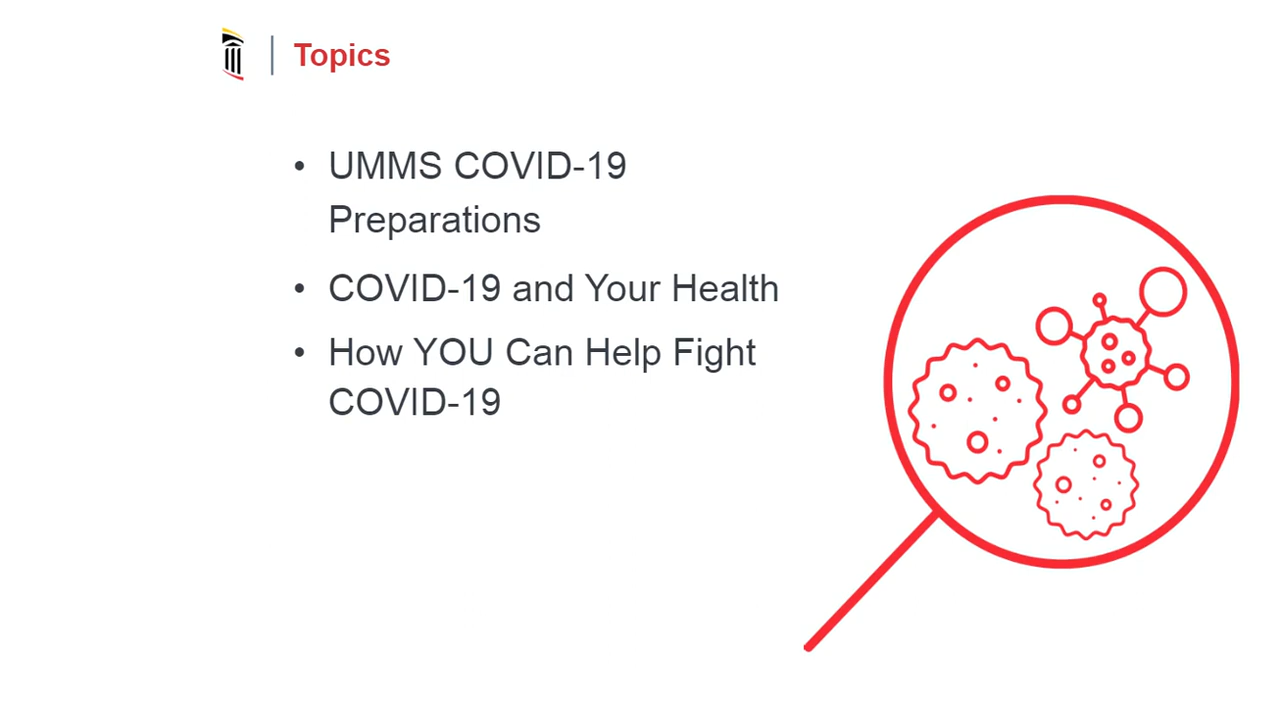 Topics
• UMMS COVID-19
Preparations
• COVID-19 and Your Health
• How YOU Can Help Fight
COVID-19